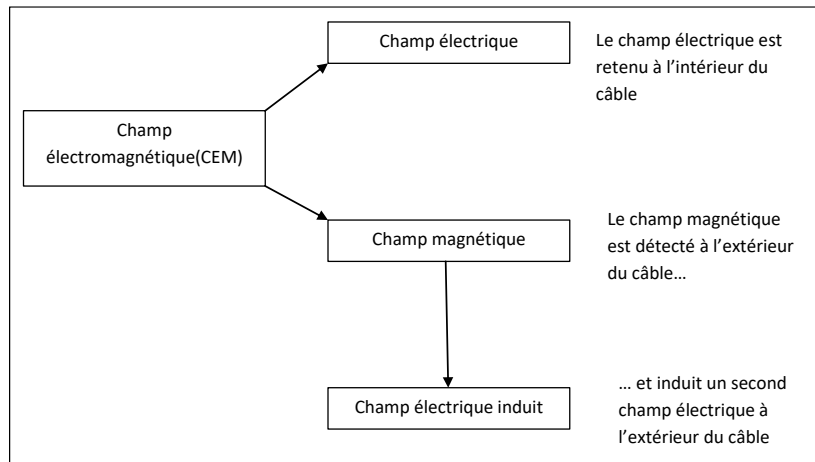 Champ électrique
Le champ électrique est
retenu à l’intérieur du
câble
Champ
électromagnétique(CEM)
Champ magnétique
Le champ magnétique
est détecté à l’extérieur
du câble…
Champ électrique induit
… et induit un second
champ électrique à
l’extérieur du câble